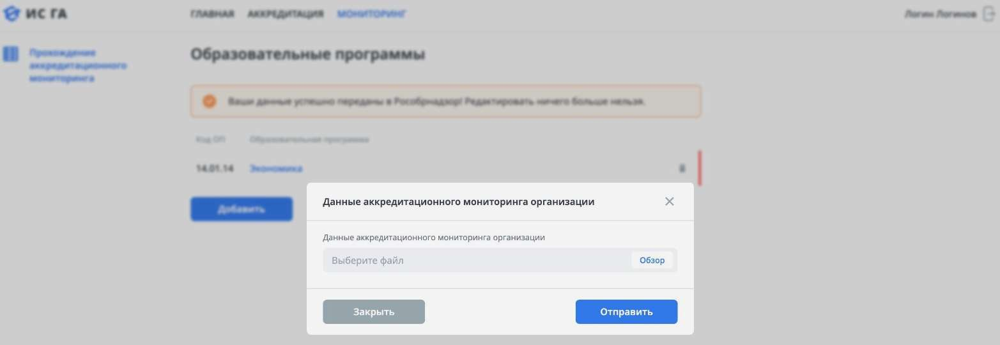 ИС ГА
ГЛАВНАЯ АККРЕДИТАЦИЯ МОНИТОРИНГ
Логин Логинов
Прохождение
аккредитационного
мониторинга
Образовательные программы
Ваши данные успешно переданы в Рособрнадзор! Редактировать ничего больше нельзя.
Код ОП Образовательная программа
14.01.14 Экономика
Добавить
Данные аккредитационного мониторинга организации
Данные аккредитационного мониторинга организации
Выберите файл Обзор
Закрыть Отправить